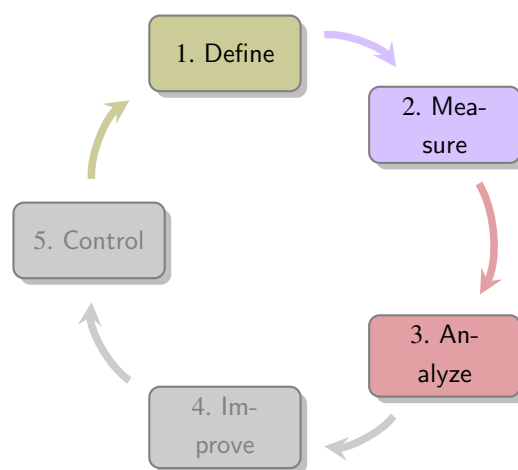 1. Define
2. Mea-
sure
3. An-
alyze
4. Im-
prove
5. Control